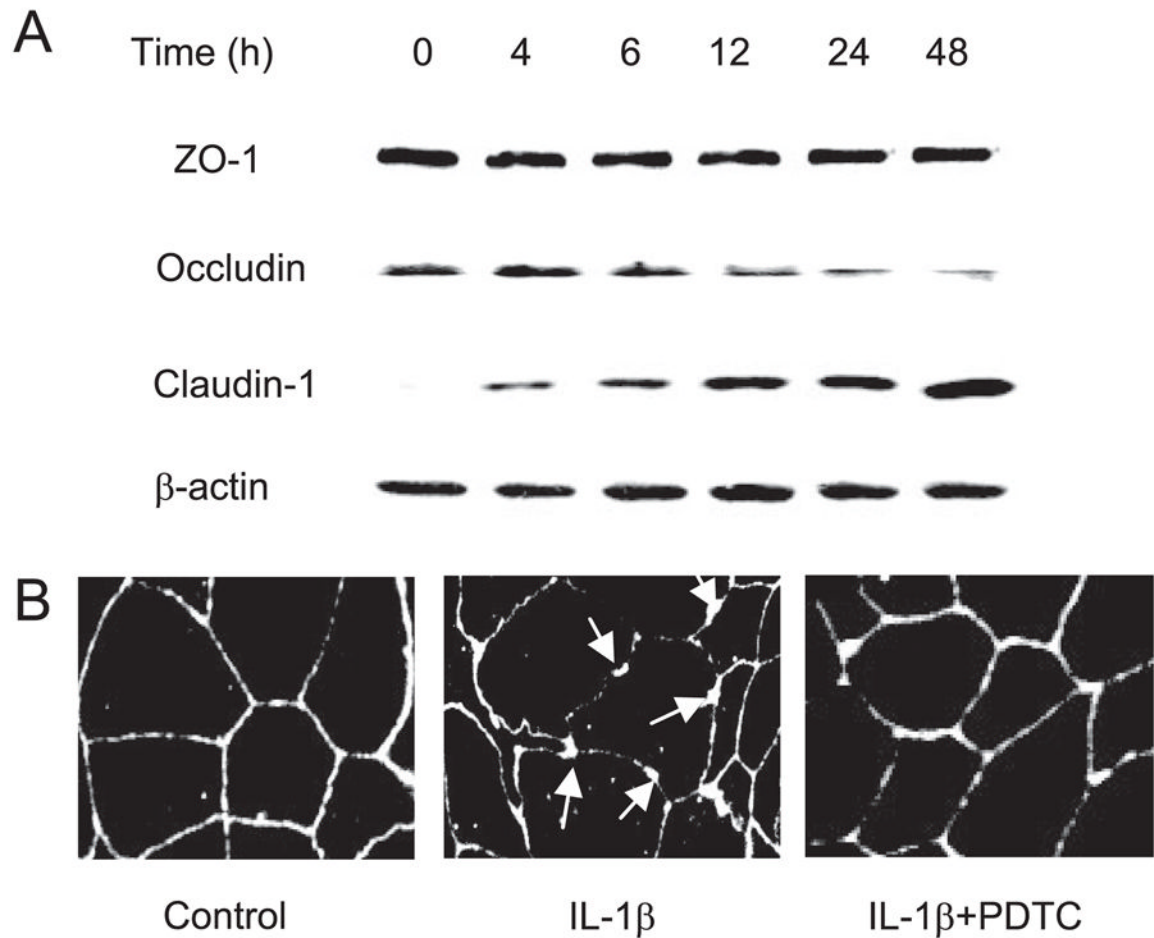 A
Time (h) 0 4 6 12 24 48
ZO-1
Occludin
Claudin-1
β-actin
B
Control IL-1β IL-1β+PDTC